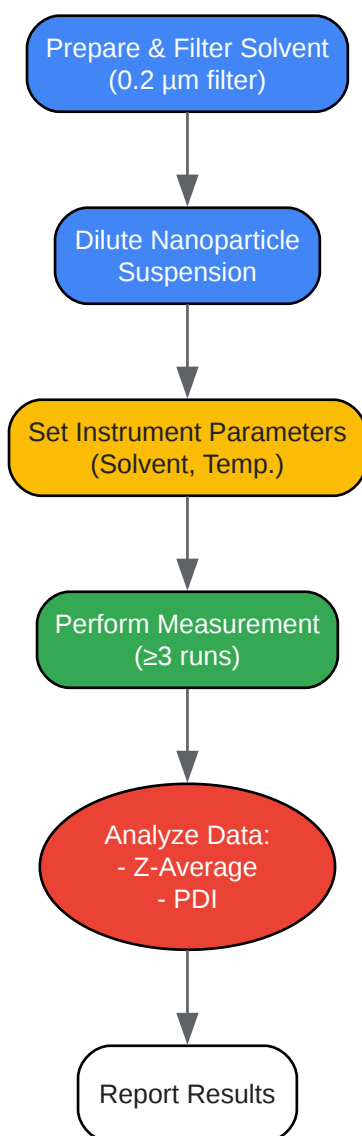 Prepare & Filter Solvent
(0.2 µm filter)
Dilute Nanoparticle
Suspension
Set Instrument Parameters
(Solvent, Temp.)
Perform Measurement
(≥3 runs)
Analyze Data:
- Z-Average
- PDI
Report Results